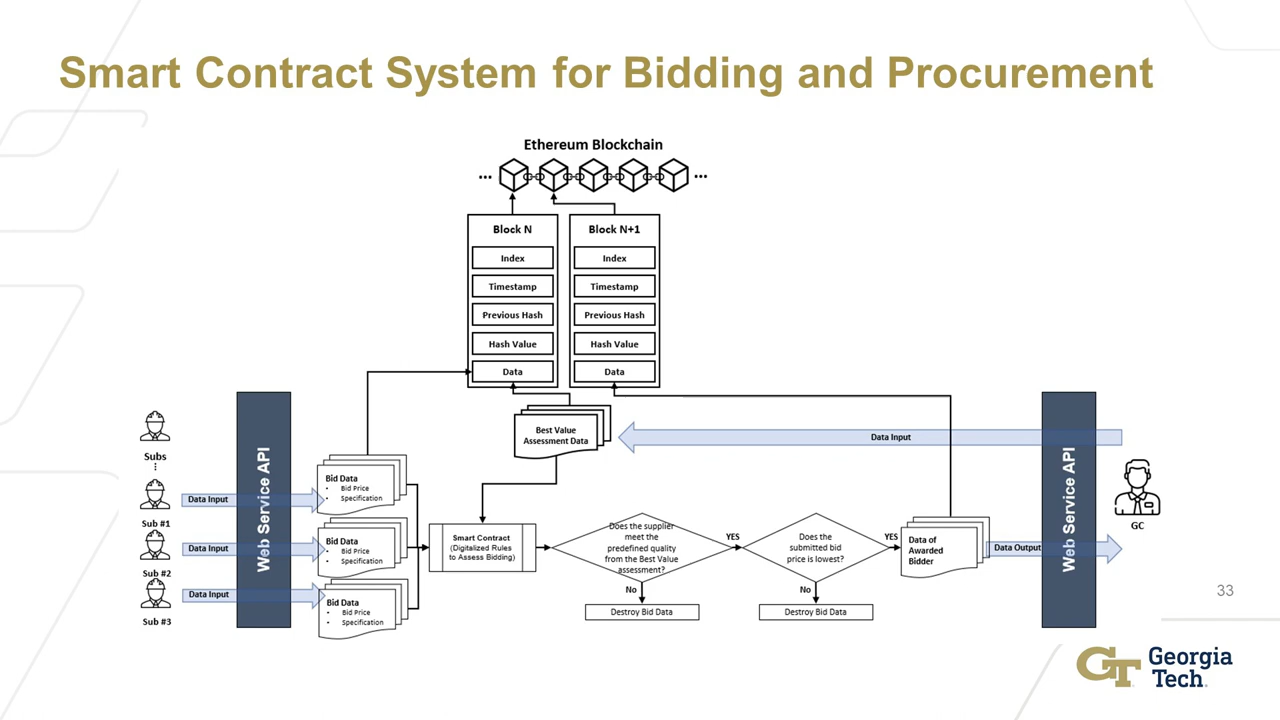 Smart Contract System for Bidding and Procurement
Ethereum Blockchain
...
...
Block N
Index
Timestamp
Previous Hash
Hash Value
Data
Block N+1
Index
Timestamp
Previous Hash
Hash Value
Data
Subs
Sub #1
Sub #2
Sub #3
Data Input
Data Input
Data Input
Web Service API
Bid Data
• Bid Price
• Specification
Bid Data
• Bid Price
• Specification
Bid Data
• Bid Price
• Specification
Best Value
Assessment Data
Data Input
Smart Contract
(Digitalized Rules
to Assess Bidding)
Does the supplier
meet the
predefined quality
from the Best Value
assessment?
YES
No
Destroy Bid Data
Does the
submitted bid
price is lowest?
YES
No
Destroy Bid Data
Data of
Awarded
Bidder
Data Output
Web Service API
GC
33
GT
Georgia
Tech.